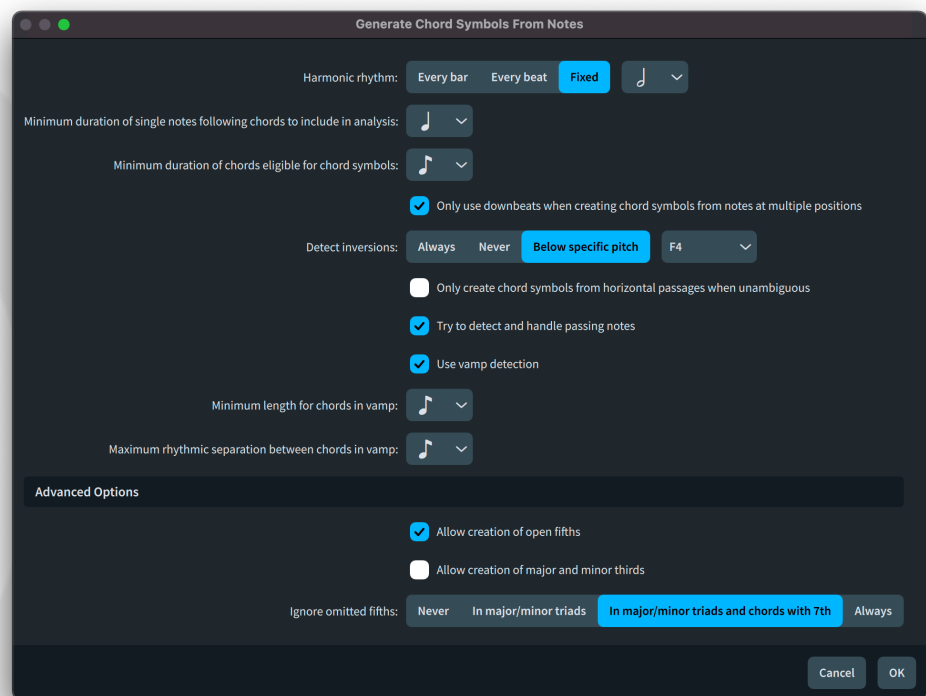 Generate Chord Symbols From Notes
Harmonic rhythm: Every bar Every beat Fixed
Minimum duration of single notes following chords to include in analysis:
Minimum duration of chords eligible for chord symbols:
Only use downbeats when creating chord symbols from notes at multiple positions
Detect inversions: Always Never Below specific pitch F4
Only create chord symbols from horizontal passages when unambiguous
Try to detect and handle passing notes
Use vamp detection
Minimum length for chords in vamp:
Maximum rhythmic separation between chords in vamp:
Advanced Options
Allow creation of open fifths
Allow creation of major and minor thirds
Ignore omitted fifths: Never In major/minor triads In major/minor triads and chords with 7th Always
Cancel OK